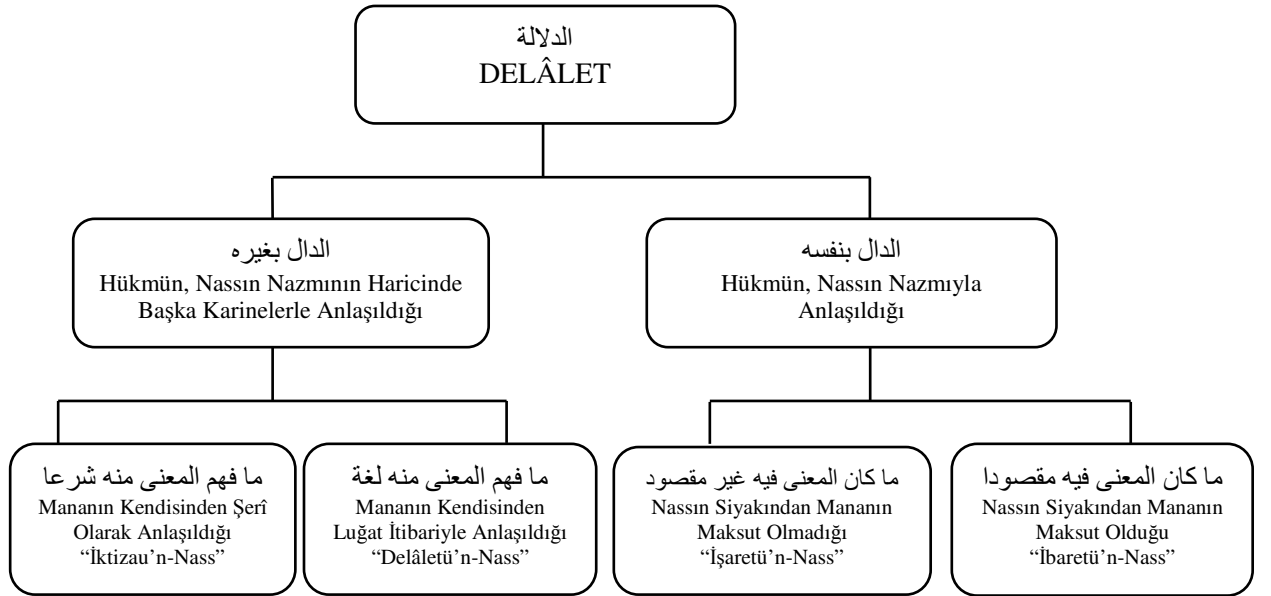 الدلالة
DELÂLET
الدال بغيره
Hükmün, Nassın Nazmının Haricinde
Başka Karinelerle Anlaşıldığı
الدال بنفسه
Hükmün, Nassın Nazmıyla
Anlaşıldığı
ما فهم المعنى منه شرعا
Mananın Kendisinden Şerî
Olarak Anlaşıldığı
“İktizau’n-Nass”
ما فهم المعنى منه لغة
Mananın Kendisinden
Luğat İtibariyle Anlaşıldığı
“Delâletü’n-Nass”
ما كان المعنى فيه غير مقصود
Nassın Siyakından Mananın
Maksut Olmadığı
“İşaretü’n-Nass”
ما كان المعنى فيه مقصودا
Nassın Siyakından Mananın
Maksut Olduğu
“İbaretü’n-Nass”